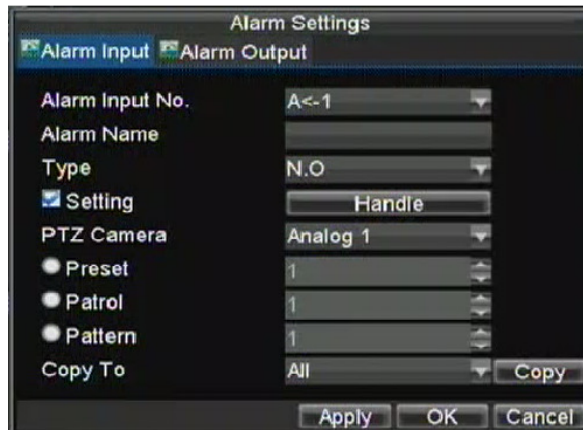 Alarm Settings
Alarm Input Alarm Output
Alarm Input No. A<-1
Alarm Name
Type N.O
Setting Handle
PTZ Camera Analog 1
Preset 1
Patrol 1
Pattern 1
Copy To All Copy
Apply OK Cancel